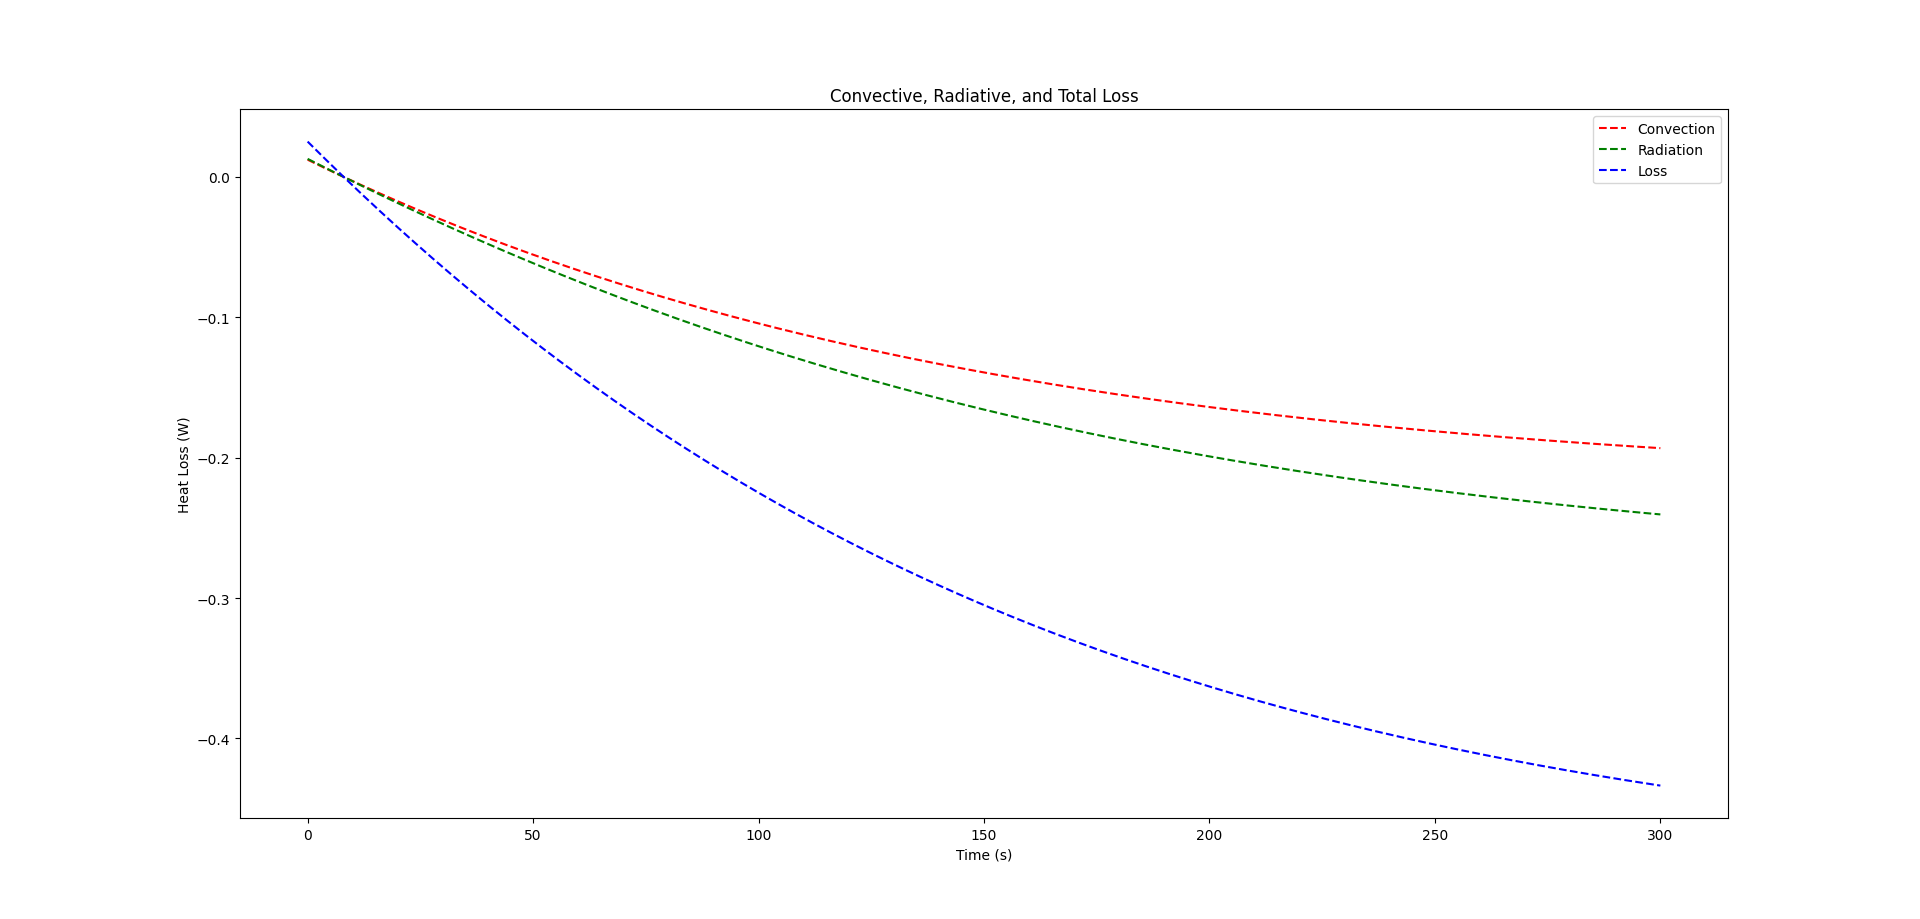 Convective, Radiative, and Total Loss
Convection
Radiation
Loss
Heat Loss (W)
0.0
−0.1
−0.2
−0.3
−0.4
0 50 100 150 200 250 300
Time (s)